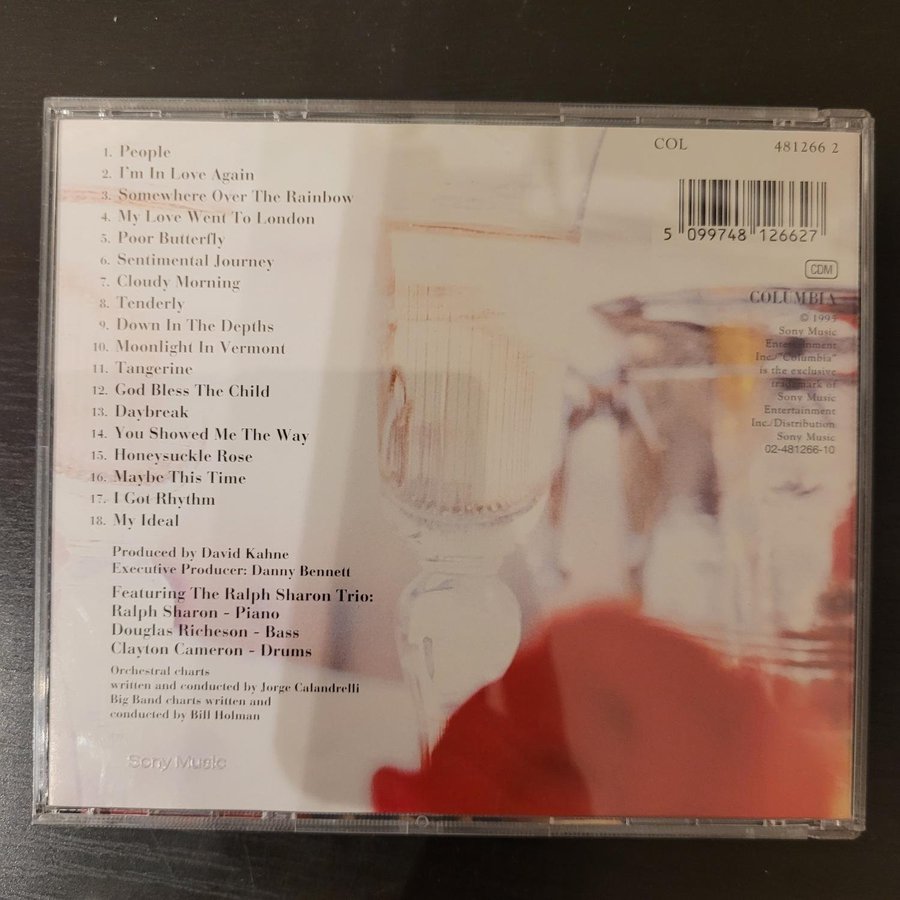 1. People
2. I'm In Love Again
3. Somewhere Over The Rainbow
4. My Love Went To London
5. Poor Butterfly
6. Sentimental Journey
7. Cloudy Morning
8. Tenderly
9. Down In The Depths
10. Moonlight In Vermont
11. Tangerine
12. God Bless The Child
13. Daybreak
14. You Showed Me The Way
15. Honeysuckle Rose
16. Maybe This Time
17. I Got Rhythm
18. My Ideal
Produced by David Kahne
Executive Producer: Danny Bennett
Featuring The Ralph Sharon Trio:
Ralph Sharon - Piano
Douglas Richeson - Bass
Clayton Cameron - Drums
Orchestral charts
written and conducted by Jorge Calandrelli
Big Band charts written and
conducted by Bill Holman
Sony Music
COL 481266 2
5 099748 126627
CDM
COLUMBIA
© 1995
Sony Music
Entertainment
Inc./"Columbia"
is the exclusive
trademark of
Sony Music
Entertainment
Inc./Distribution
Sony Music
02-481266-10